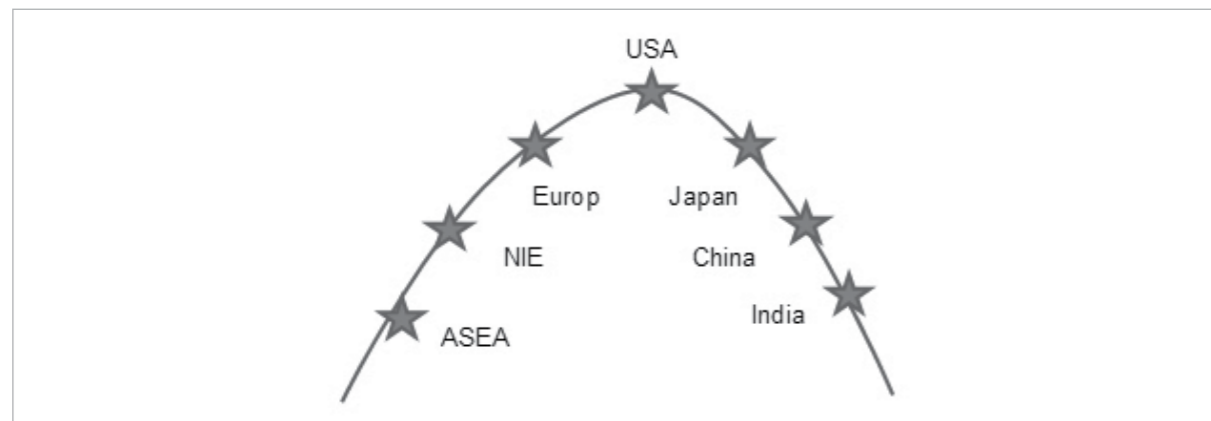 USA
Europ
Japan
NIE
China
India
ASEA